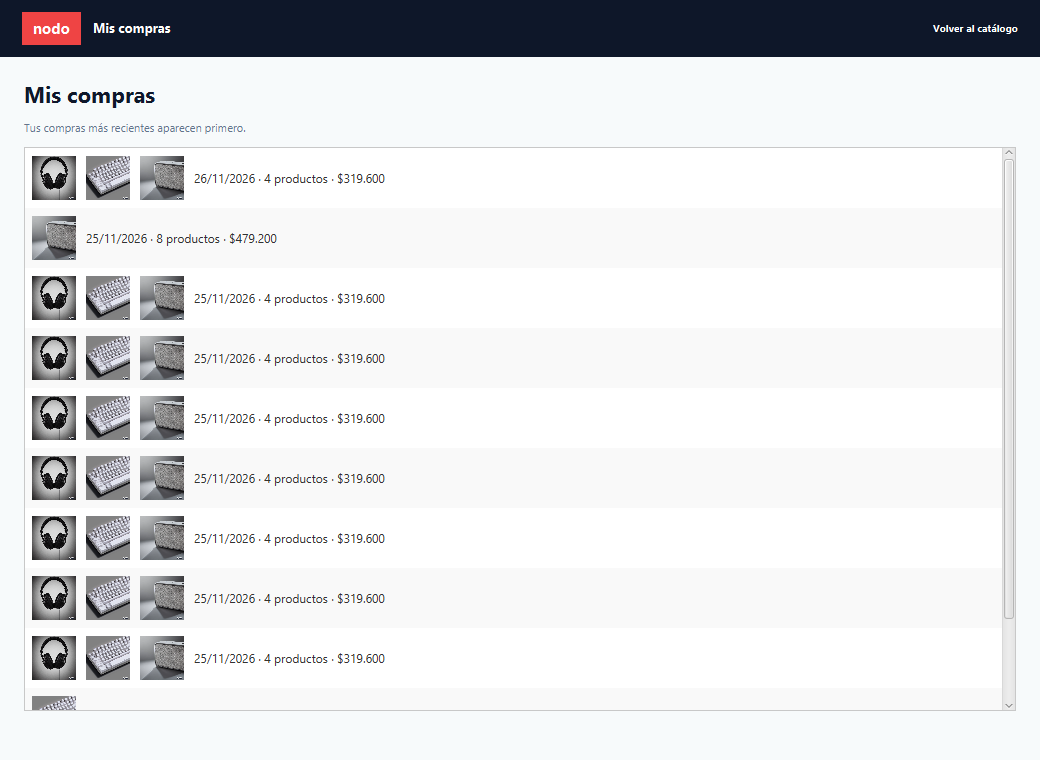 nodo
Mis compras
Volver al catálogo
Mis compras
Tus compras más recientes aparecen primero.
26/11/2026 · 4 productos · $319.600
25/11/2026 · 8 productos · $479.200
25/11/2026 · 4 productos · $319.600
25/11/2026 · 4 productos · $319.600
25/11/2026 · 4 productos · $319.600
25/11/2026 · 4 productos · $319.600
25/11/2026 · 4 productos · $319.600
25/11/2026 · 4 productos · $319.600
25/11/2026 · 4 productos · $319.600